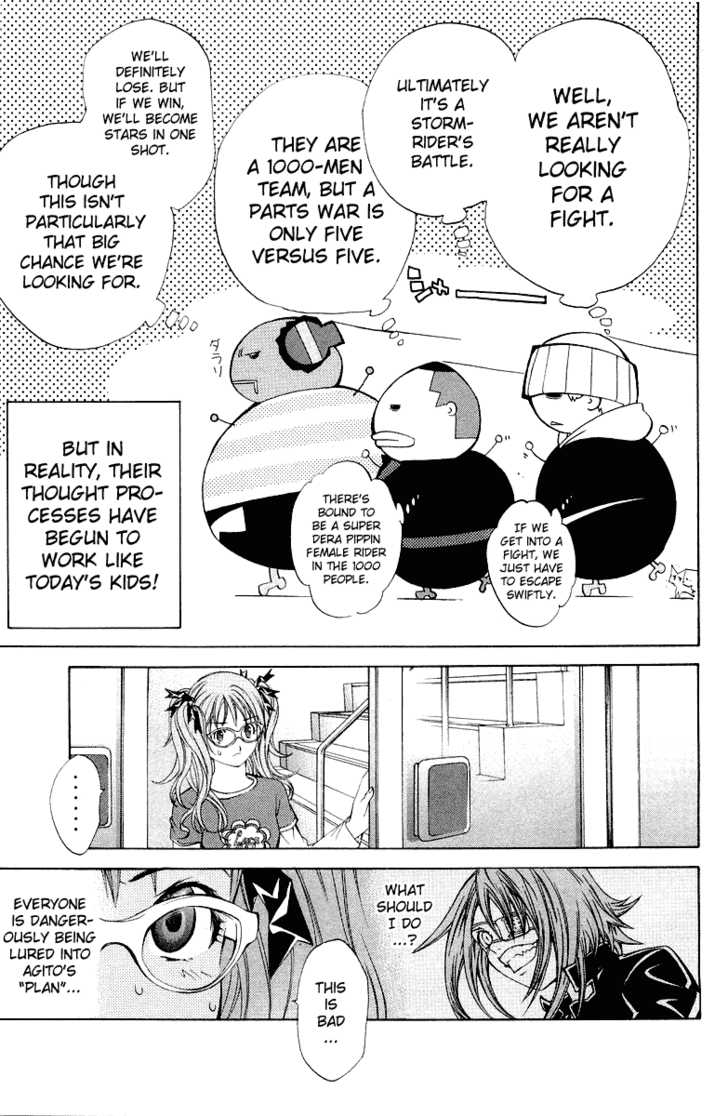 WELL,
WE AREN'T
REALLY
LOOKING
FOR A
FIGHT.
ULTIMATELY
IT'S A
STORM-
RIDER'S
BATTLE.
THEY ARE
A 1000-MEN
TEAM, BUT A
PARTS WAR IS
ONLY FIVE
VERSUS FIVE.
WE'LL
DEFINITELY
LOSE. BUT
IF WE WIN,
WE'LL BECOME
STARS IN ONE
SHOT.
THOUGH
THIS ISN'T
PARTICULARLY
THAT BIG
CHANCE WE'RE
LOOKING FOR.
ダラリ
IF WE
GET INTO A
FIGHT, WE
JUST HAVE
TO ESCAPE
SWIFTLY.
THERE'S
BOUND TO
BE A SUPER
DERA PIPPIN
FEMALE RIDER
IN THE 1000
PEOPLE.
BUT IN
REALITY, THEIR
THOUGHT PRO-
CESSES HAVE
BEGUN TO
WORK LIKE
TODAY'S KIDS!
......
WHAT
SHOULD
I DO
...?
THIS
IS
BAD
...
EVERYONE
IS DANGER-
OUSLY BEING
LURED INTO
AGITO'S
"PLAN"...